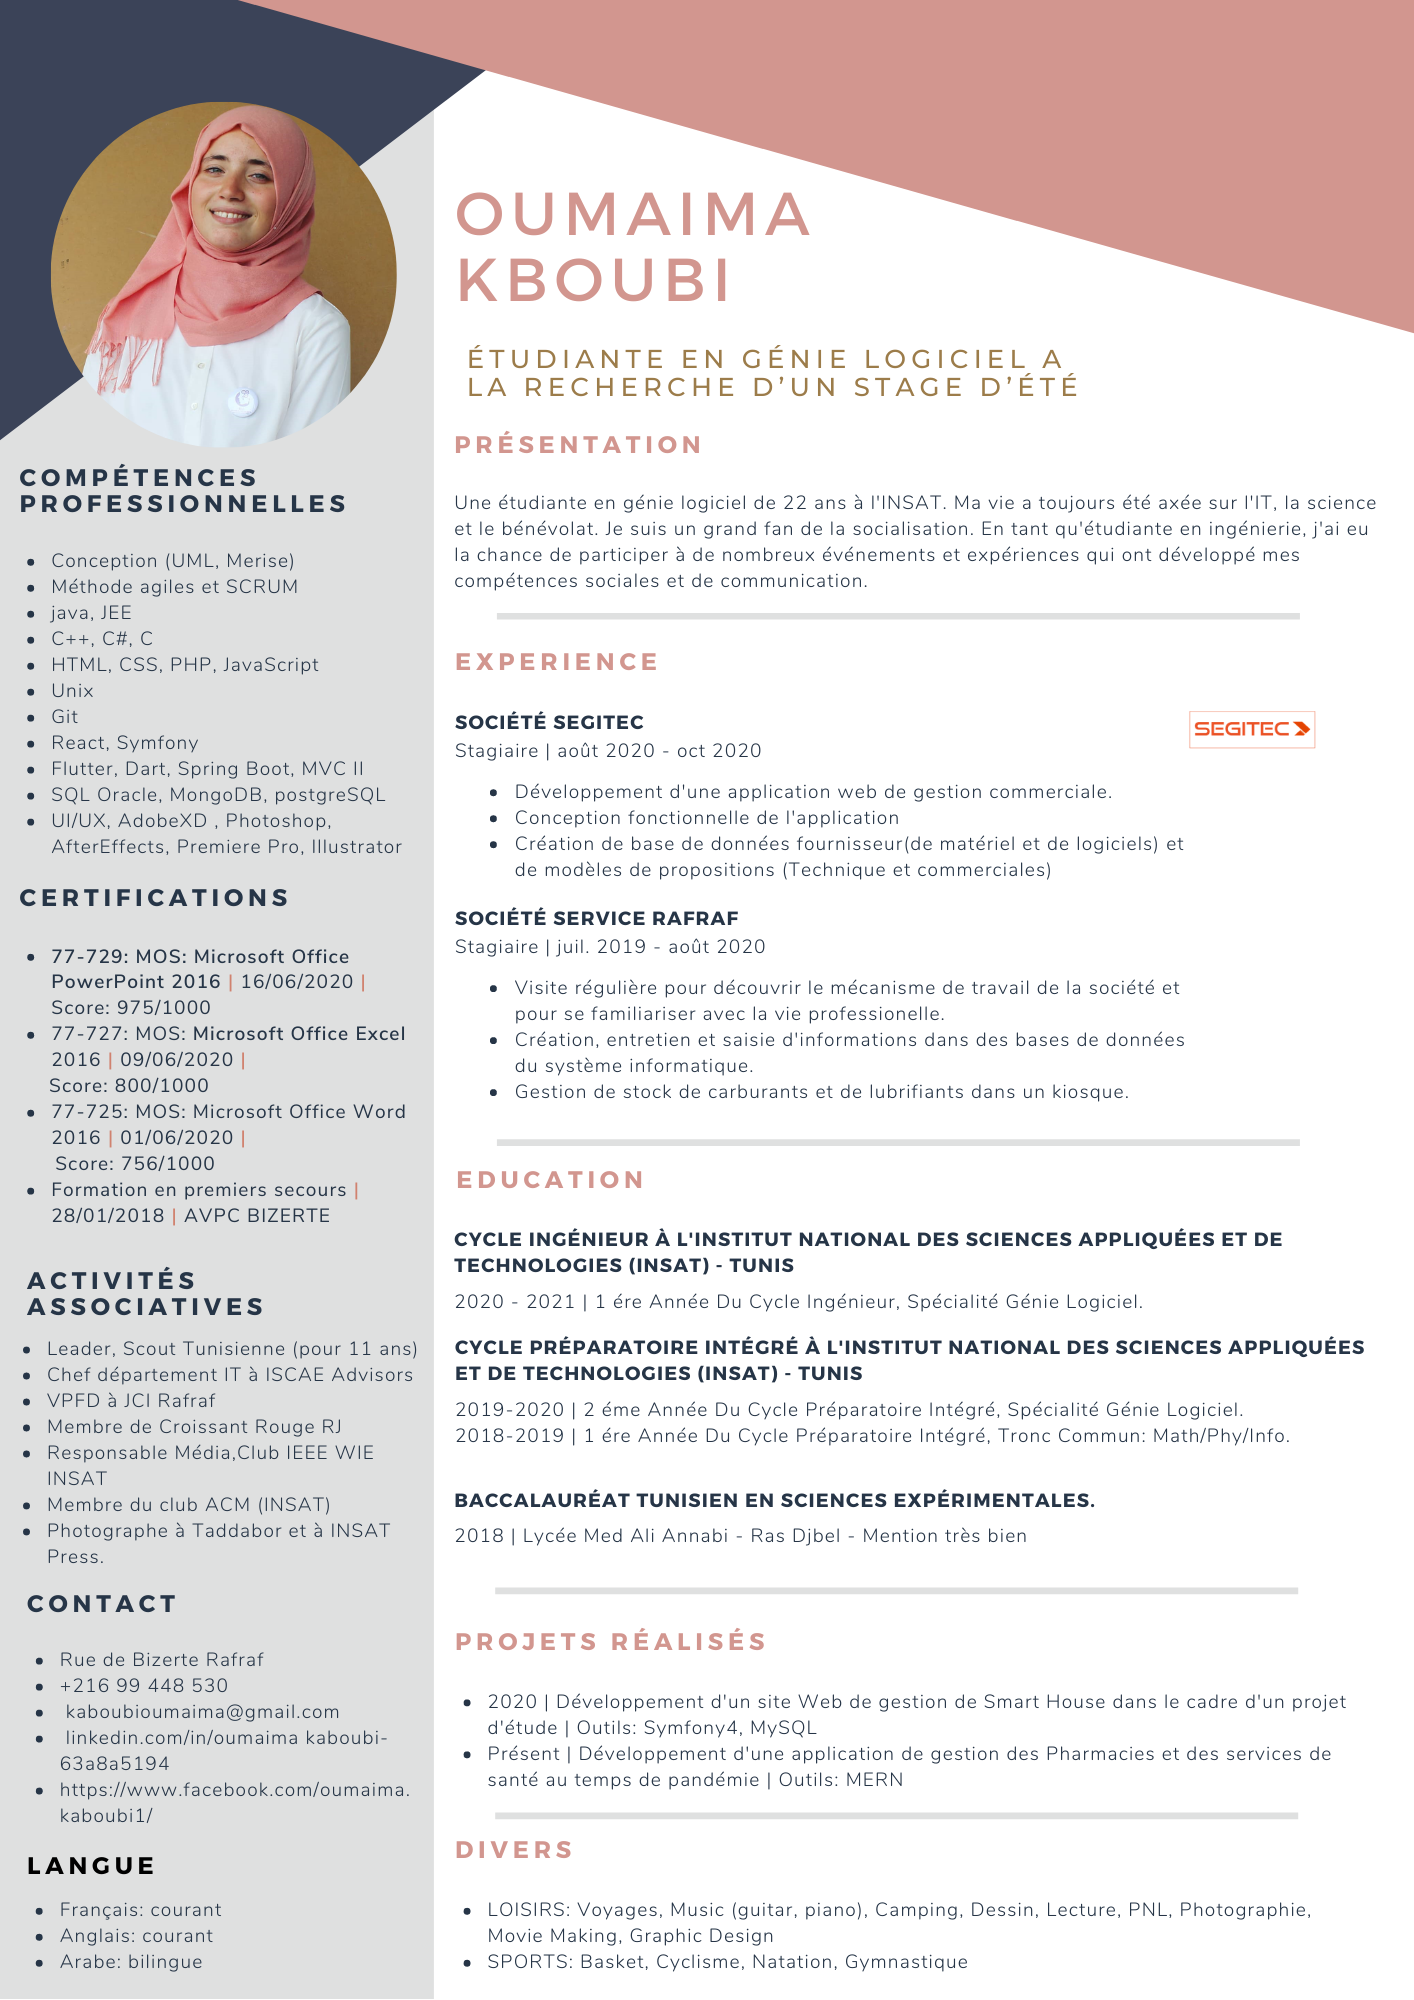 OUMAIMA
KBOUBI
ÉTUDIANTE EN GÉNIE LOGICIEL A
LA RECHERCHE D'UN STAGE D'ÉTÉ
COMPÉTENCES
PROFESSIONNELLES
Conception (UML, Merise)
Méthode agiles et SCRUM
java, JEE
C++, C#, C
HTML, CSS, PHP, JavaScript
Unix
Git
React, Symfony
Flutter, Dart, Spring Boot, MVC II
SQL Oracle, MongoDB, postgreSQL
UI/UX, AdobeXD , Photoshop,
AfterEffects, Premiere Pro, Illustrator
CERTIFICATIONS
77-729: MOS: Microsoft Office
PowerPoint 2016 | 16/06/2020 |
Score: 975/1000
77-727: MOS: Microsoft Office Excel
2016 | 09/06/2020 |
Score: 800/1000
77-725: MOS: Microsoft Office Word
2016 | 01/06/2020 |
Score: 756/1000
Formation en premiers secours |
28/01/2018 | AVPC BIZERTE
ACTIVITÉS
ASSOCIATIVES
Leader, Scout Tunisienne (pour 11 ans)
Chef département IT à ISCAE Advisors
VPFD à JCI Rafraf
Membre de Croissant Rouge RJ
Responsable Média,Club IEEE WIE
INSAT
Membre du club ACM (INSAT)
Photographe à Taddabor et à INSAT
Press.
CONTACT
Rue de Bizerte Rafraf
+216 99 448 530
kaboubioumaima@gmail.com
linkedin.com/in/oumaima kaboubi-
63a8a5194
https://www.facebook.com/oumaima.
kaboubi1/
LANGUE
Français: courant
Anglais: courant
Arabe: bilingue
PRÉSENTATION
Une étudiante en génie logiciel de 22 ans à l'INSAT. Ma vie a toujours été axée sur l'IT, la science
et le bénévolat. Je suis un grand fan de la socialisation. En tant qu'étudiante en ingénierie, j'ai eu
la chance de participer à de nombreux événements et expériences qui ont développé mes
compétences sociales et de communication.
EXPERIENCE
SOCIÉTÉ SEGITEC
SEGITEC
Stagiaire | août 2020 - oct 2020
Développement d'une application web de gestion commerciale.
Conception fonctionnelle de l'application
Création de base de données fournisseur(de matériel et de logiciels) et
de modèles de propositions (Technique et commerciales)
SOCIÉTÉ SERVICE RAFRAF
Stagiaire | juil. 2019 - août 2020
Visite régulière pour découvrir le mécanisme de travail de la société et
pour se familiariser avec la vie professionelle.
Création, entretien et saisie d'informations dans des bases de données
du système informatique.
Gestion de stock de carburants et de lubrifiants dans un kiosque.
EDUCATION
CYCLE INGÉNIEUR À L'INSTITUT NATIONAL DES SCIENCES APPLIQUÉES ET DE
TECHNOLOGIES (INSAT) - TUNIS
2020 - 2021 | 1 ére Année Du Cycle Ingénieur, Spécialité Génie Logiciel.
CYCLE PRÉPARATOIRE INTÉGRÉ À L'INSTITUT NATIONAL DES SCIENCES APPLIQUÉES
ET DE TECHNOLOGIES (INSAT) - TUNIS
2019-2020 | 2 éme Année Du Cycle Préparatoire Intégré, Spécialité Génie Logiciel.
2018-2019 | 1 ére Année Du Cycle Préparatoire Intégré, Tronc Commun: Math/Phy/Info.
BACCALAURÉAT TUNISIEN EN SCIENCES EXPÉRIMENTALES.
2018 | Lycée Med Ali Annabi - Ras Djbel - Mention très bien
PROJETS RÉALISÉS
2020 | Développement d'un site Web de gestion de Smart House dans le cadre d'un projet
d'étude | Outils: Symfony4, MySQL
Présent | Développement d'une application de gestion des Pharmacies et des services de
santé au temps de pandémie | Outils: MERN
DIVERS
LOISIRS: Voyages, Music (guitar, piano), Camping, Dessin, Lecture, PNL, Photographie,
Movie Making, Graphic Design
SPORTS: Basket, Cyclisme, Natation, Gymnastique